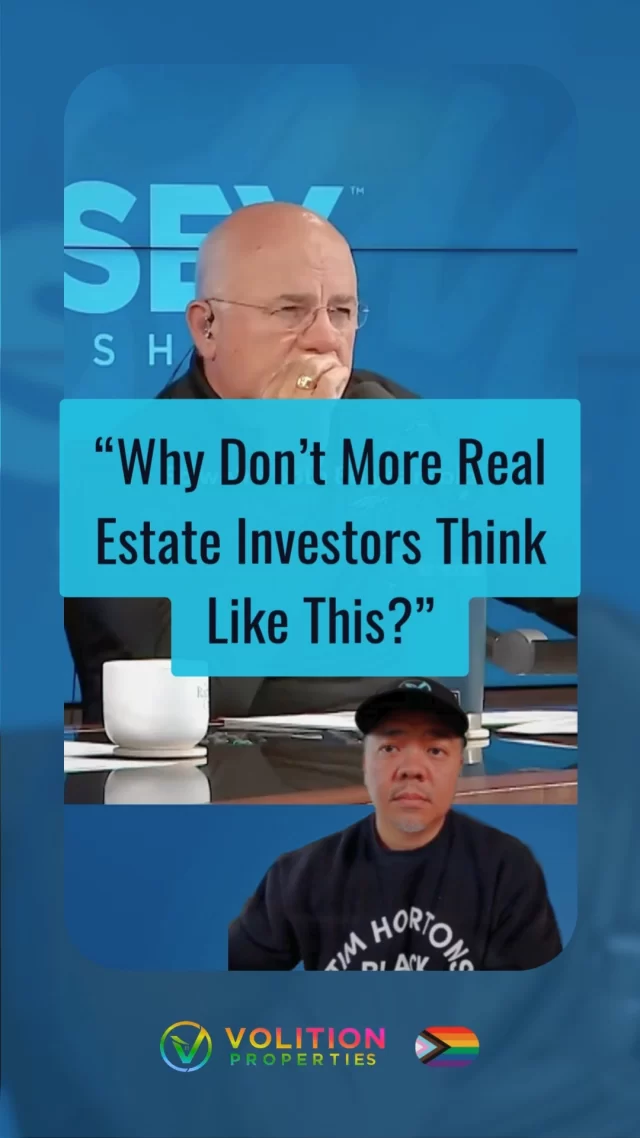 SEY™
SH
“Why Don’t More Real
Estate Investors Think
Like This?”
TIM HORTONS
BLACK
VOLITION
PROPERTIES